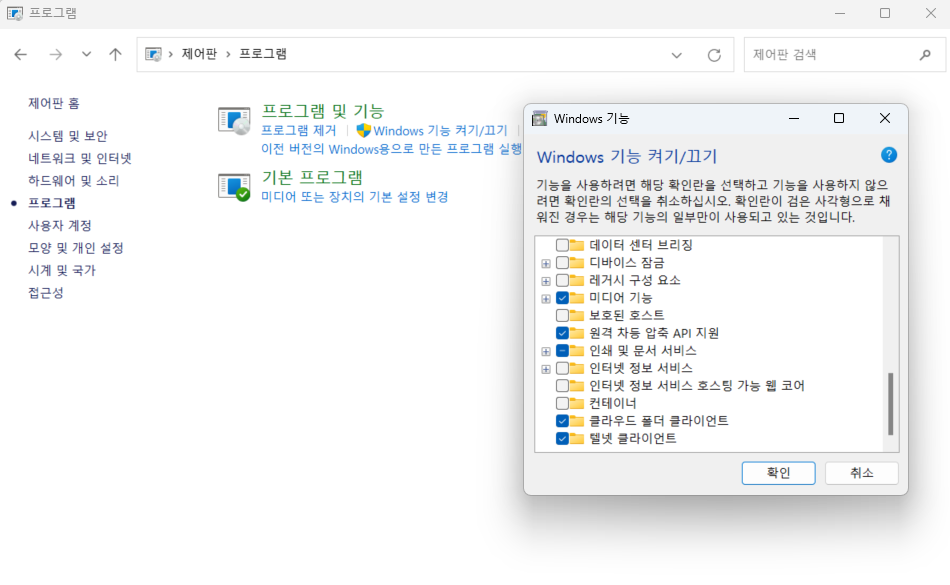 프로그램
제어판 > 프로그램
제어판 검색
제어판 홈
시스템 및 보안
네트워크 및 인터넷
하드웨어 및 소리
프로그램
사용자 계정
모양 및 개인 설정
시계 및 국가
접근성
프로그램 및 기능
프로그램 제거 | Windows 기능 켜기/끄기 |
이전 버전의 Windows용으로 만든 프로그램 실행
기본 프로그램
미디어 또는 장치의 기본 설정 변경
Windows 기능
Windows 기능 켜기/끄기
기능을 사용하려면 해당 확인란을 선택하고 기능을 사용하지 않으
려면 확인란의 선택을 취소하십시오. 확인란이 검은 사각형으로 채
워진 경우는 해당 기능의 일부만이 사용되고 있는 것입니다.
데이터 센터 브리징
디바이스 잠금
레거시 구성 요소
미디어 기능
보호된 호스트
원격 차등 압축 API 지원
인쇄 및 문서 서비스
인터넷 정보 서비스
인터넷 정보 서비스 호스팅 가능 웹 코어
컨테이너
클라우드 폴더 클라이언트
텔넷 클라이언트
확인
취소